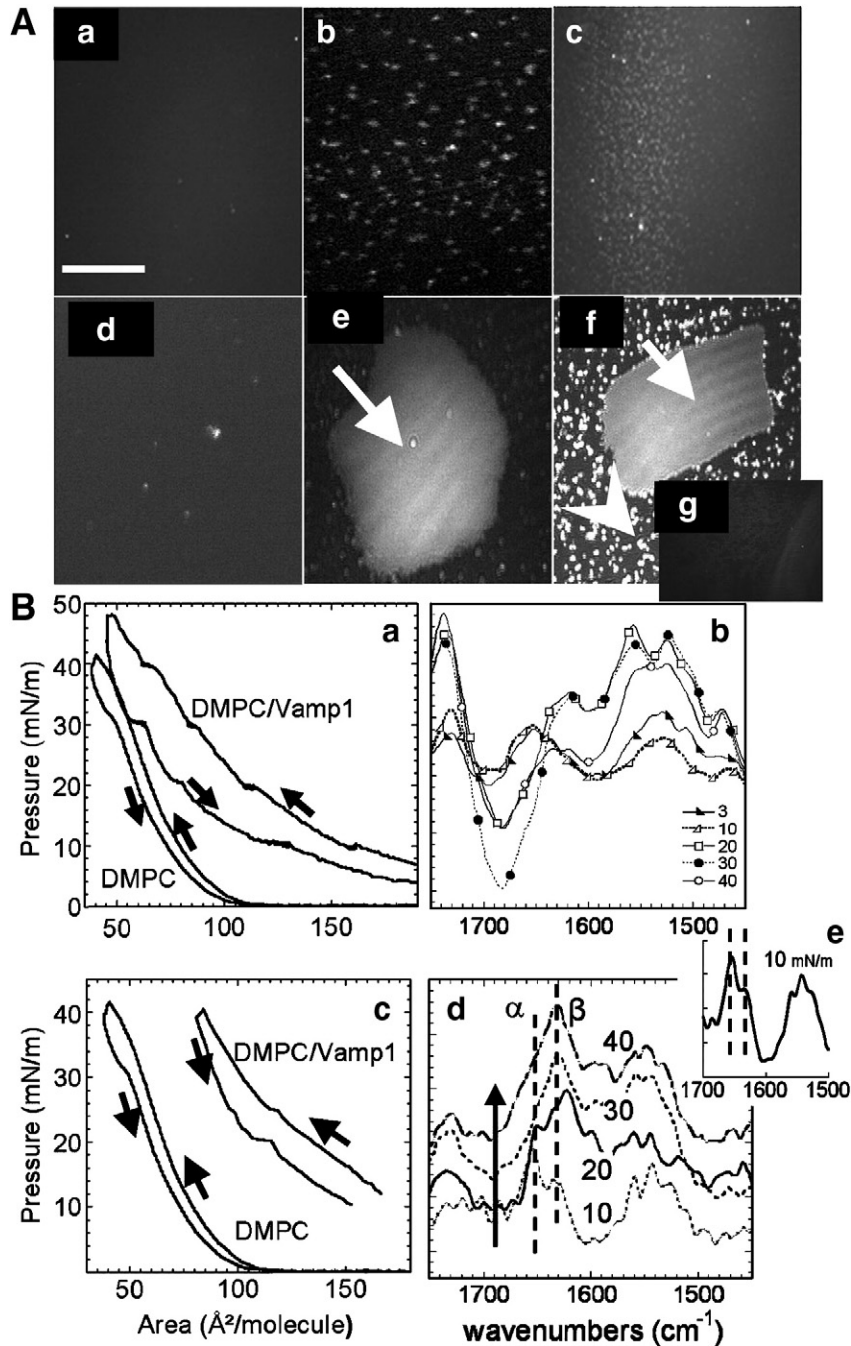 A
a
b
c
d
e
f
g
B
a
50
40
30
20
10
0
Pressure (mN/m)
DMPC/Vamp1
DMPC
50
100
150
b
3
10
20
30
40
1700
1600
1500
c
40
30
20
10
Pressure (mN/m)
DMPC/Vamp1
DMPC
50
100
150
Area (Å²/molecule)
d
α
β
40
30
20
10
1700
1600
1500
wavenumbers (cm⁻¹)
e
10 mN/m
1700
1600
1500